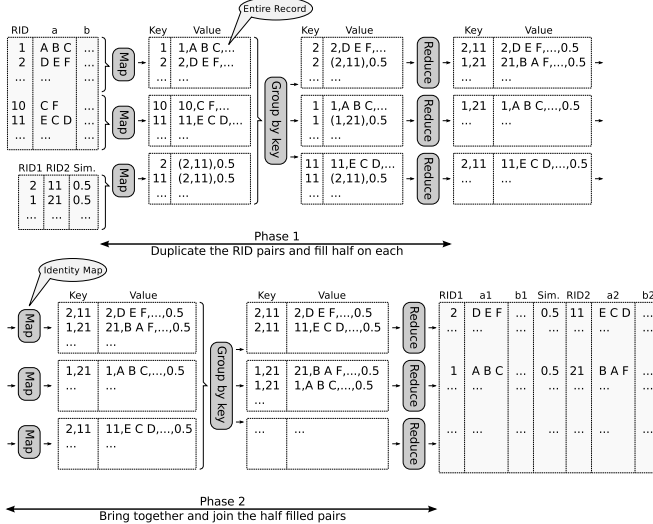 Entire Record
RID a b Key Value Key Value Key Value
1 A B C ... Map 1 1,A B C,... 2 2,D E F,... Reduce 2,11 2,D E F,...,0.5
2 D E F ... 2 2,D E F,... 2 (2,11),0.5 1,21 21,B A F,...,0.5
... ... ... ... ... ... ...
10 C F ... Map 10 10,C F,... Group by key 1 1,A B C,... Reduce 1,21 1,A B C,...,0.5
11 E C D ... 11 11,E C D,... 1 (1,21),0.5 ... ...
... ... ... ... ...
RID1 RID2 Sim. Map 2 (2,11),0.5 11 11,E C D,... Reduce 2,11 11,E C D,...,0.5
2 11 0.5 11 (2,11),0.5 11 (2,11),0.5 ... ...
1 21 0.5 ... ... ... ...
... ... ...
Phase 1
Duplicate the RID pairs and fill half on each
Identity Map
Key Value Key Value RID1 a1 b1 Sim. RID2 a2 b2
Map 2,11 2,D E F,...,0.5 2,11 2,D E F,...,0.5 Reduce 2 D E F ... 0.5 11 E C D ...
1,21 21,B A F,...,0.5 2,11 11,E C D,...,0.5 ... ... ... ... ... ...
... ...
Map 1,21 1,A B C,...,0.5 Group by key 1,21 21,B A F,...,0.5 Reduce 1 A B C ... 0.5 21 B A F ...
... ... 1,21 1,A B C,...,0.5 ... ... ... ... ... ...
...
Map 2,11 11,E C D,...,0.5 ... ... Reduce ... ... ... ... ... ...
... ...
Phase 2
Bring together and join the half filled pairs